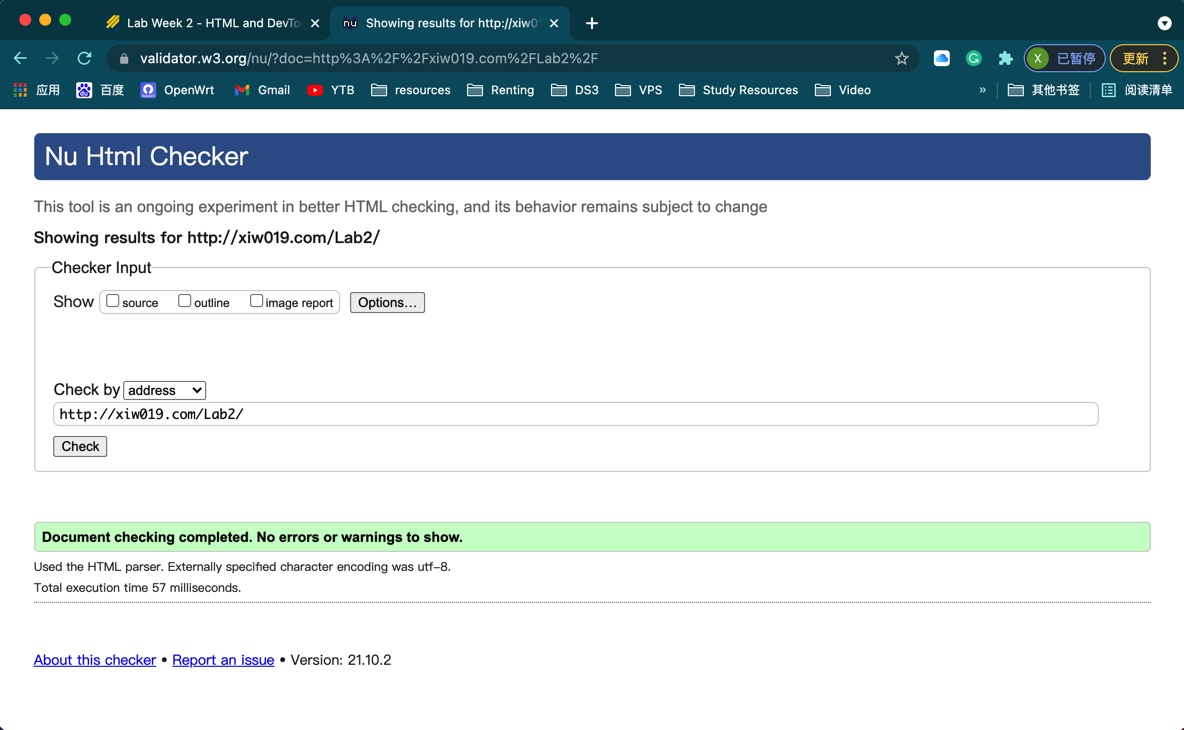 Lab Week 2 - HTML and DevTo
Showing results for http://xiw0
validator.w3.org/nu/?doc=http%3A%2F%2Fxiw019.com%2FLab2%2F
X 已暂停
更新
应用 百度 OpenWrt Gmail YTB resources Renting DS3 VPS Study Resources Video » 其他书签 阅读清单
Nu Html Checker
This tool is an ongoing experiment in better HTML checking, and its behavior remains subject to change
Showing results for http://xiw019.com/Lab2/
Checker Input
Show source outline image report Options...
Check by address
http://xiw019.com/Lab2/
Check
Document checking completed. No errors or warnings to show.
Used the HTML parser. Externally specified character encoding was utf-8.
Total execution time 57 milliseconds.
About this checker • Report an issue • Version: 21.10.2